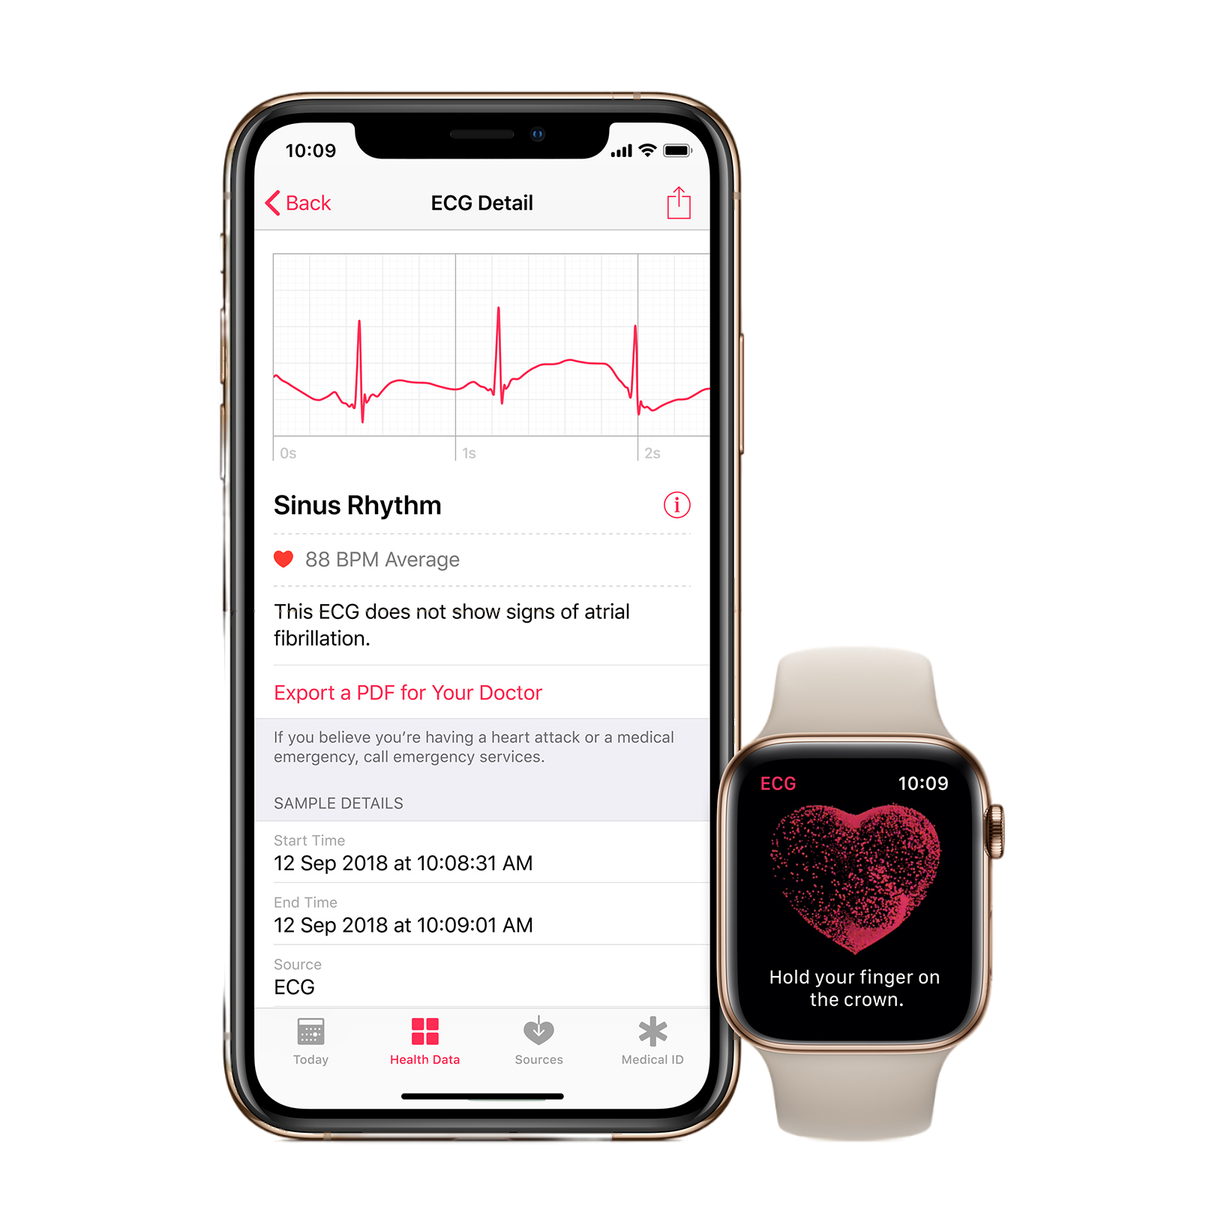 10:09
Back
ECG Detail
0s
1s
2s
Sinus Rhythm
88 BPM Average
This ECG does not show signs of atrial
fibrillation.
Export a PDF for Your Doctor
If you believe you’re having a heart attack or a medical
emergency, call emergency services.
SAMPLE DETAILS
Start Time
12 Sep 2018 at 10:08:31 AM
End Time
12 Sep 2018 at 10:09:01 AM
Source
ECG
Today
Health Data
Sources
Medical ID
ECG
10:09
Hold your finger on
the crown.